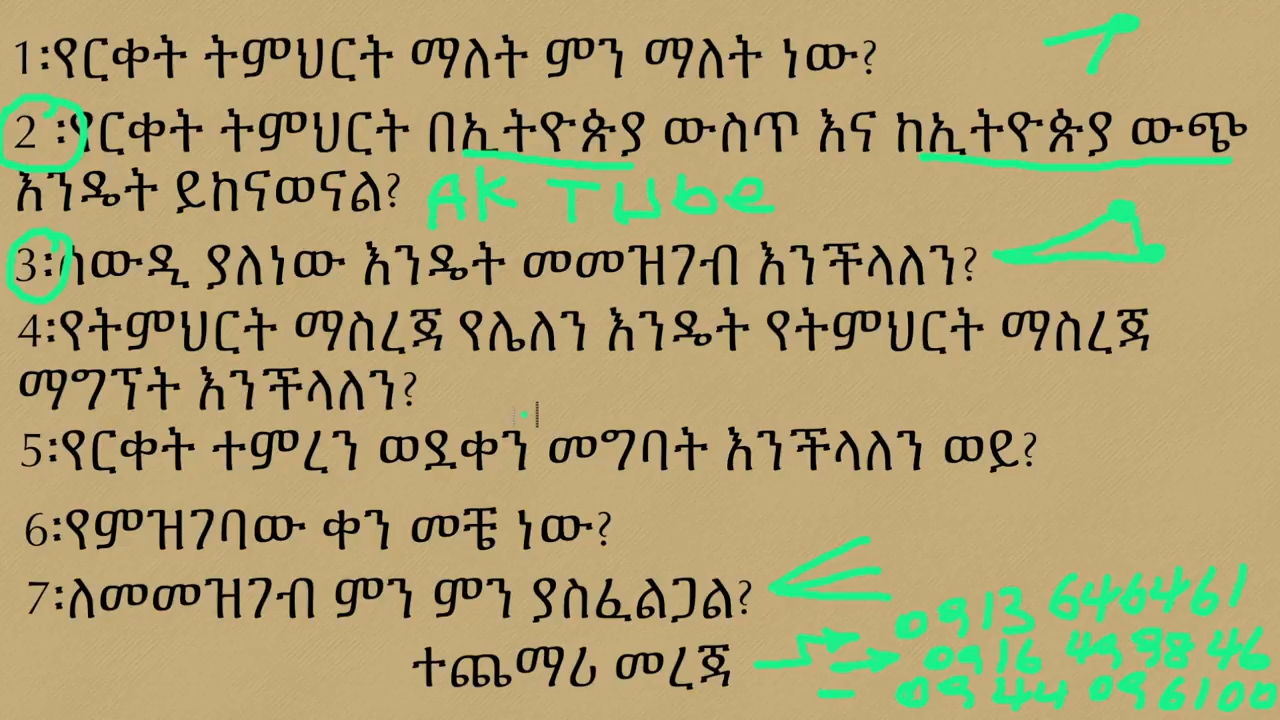 1፡የርቀት ትምህርት ማለት ምን ማለት ነው?
2፡የርቀት ትምህርት በኢትዮጵያ ውስጥ እና ከኢትዮጵያ ውጭ
እንዴት ይከናወናል?
AK TUbe
3፡ሰውዲ ያለነው እንዴት መመዝገብ እንችላለን?
4፡የትምህርት ማስረጃ የሌለን እንዴት የትምህርት ማስረጃ
ማግኘት እንችላለን?
5፡የርቀት ተምረን ወደቀን መግባት እንችላለን ወይ?
6፡የምዝገባው ቀን መቼ ነው?
7፡ለመመዝገብ ምን ምን ያስፈልጋል?
0913 646461
ተጨማሪ መረጃ
0916 499846
0944 096100